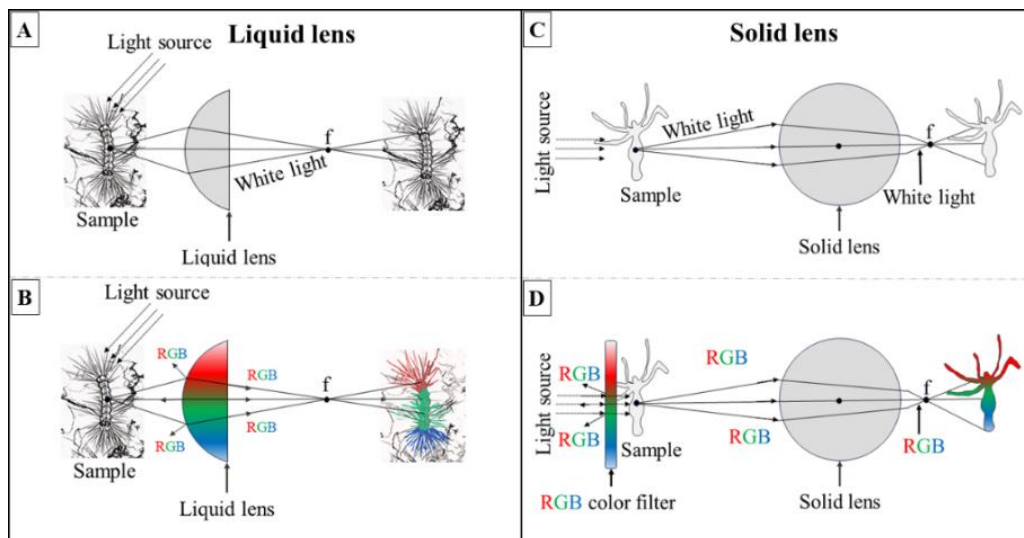 A
Liquid lens
Light source
f
White light
Sample
Liquid lens
B
Light source
RGB
RGB
f
RGB
RGB
Sample
Liquid lens
C
Solid lens
Light source
White light
f
Sample
White light
Solid lens
D
Light source
RGB
RGB
f
RGB
Sample
RGB
RGB
RGB color filter
Solid lens